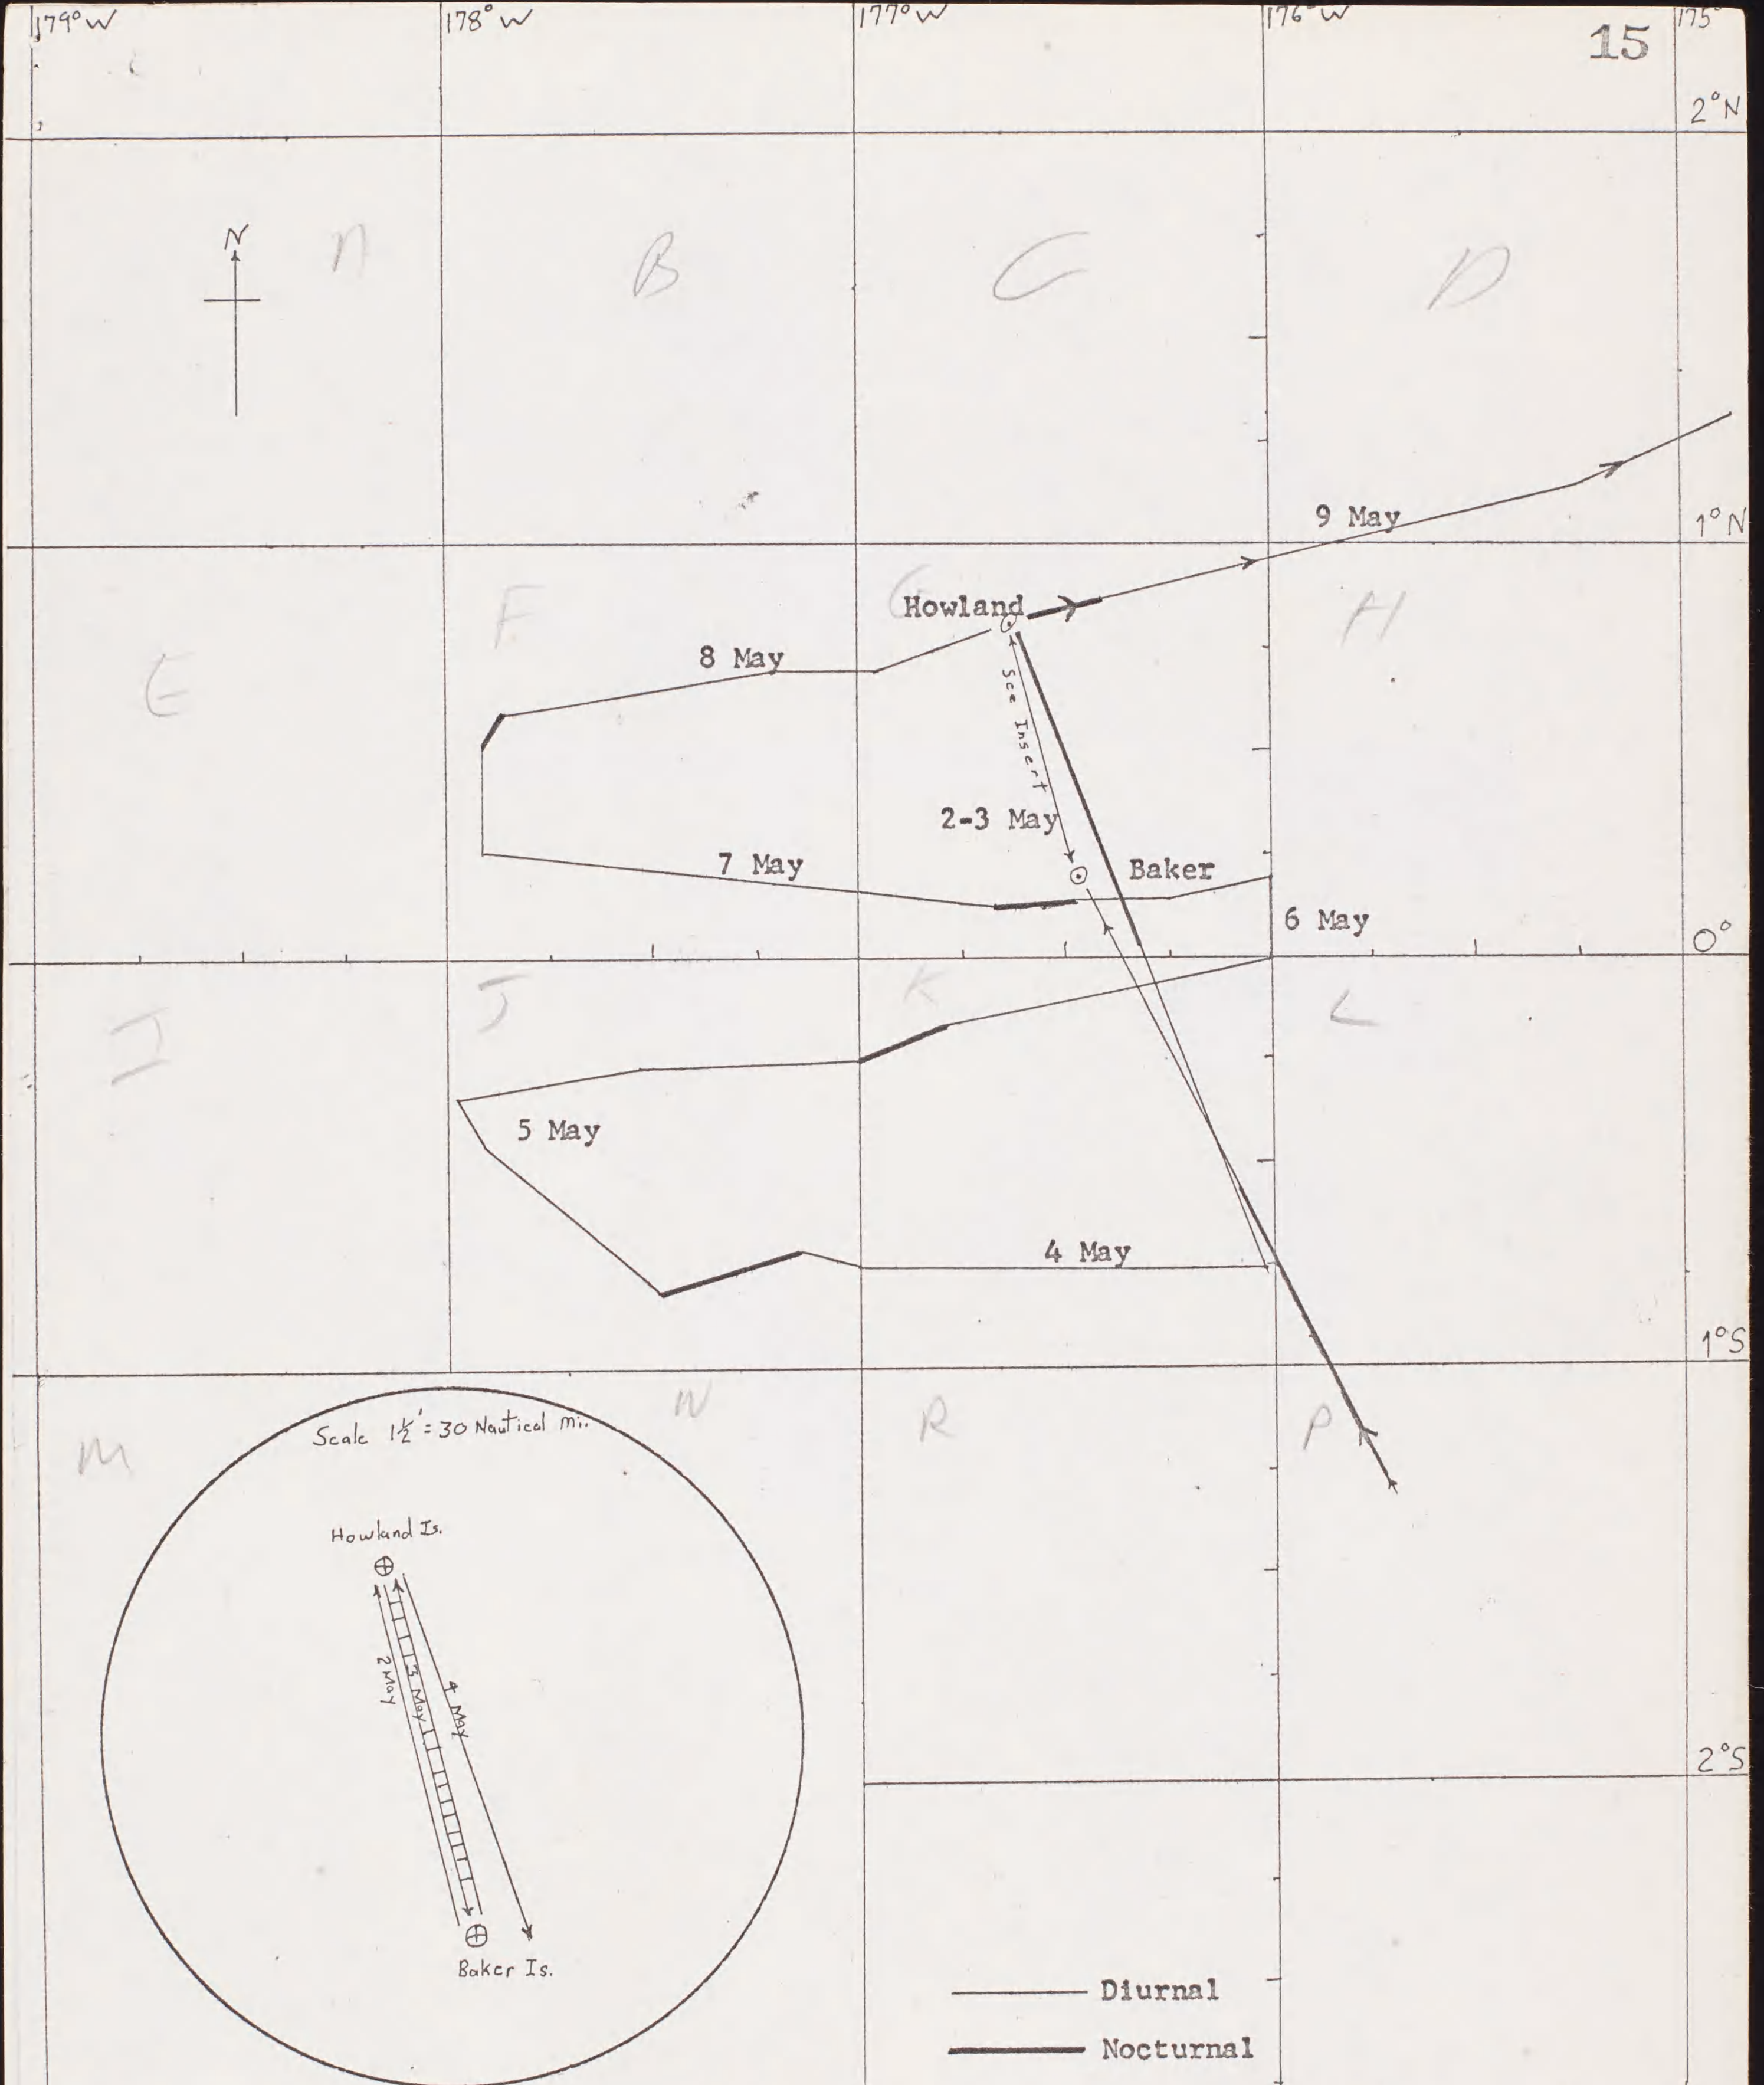 179°W 178°W 177°W 176°W 175°
15
2°N
N
A B C D
9 May
1°N
Howland
E F G H
8 May
See Insert
2-3 May
7 May
Baker
6 May
0°
I J K L
5 May
4 May
1°S
M N R P
Scale 1½' = 30 Nautical mi.
Howland Is.
2 May
3 May
4 May
2°S
Baker Is.
Diurnal
Nocturnal